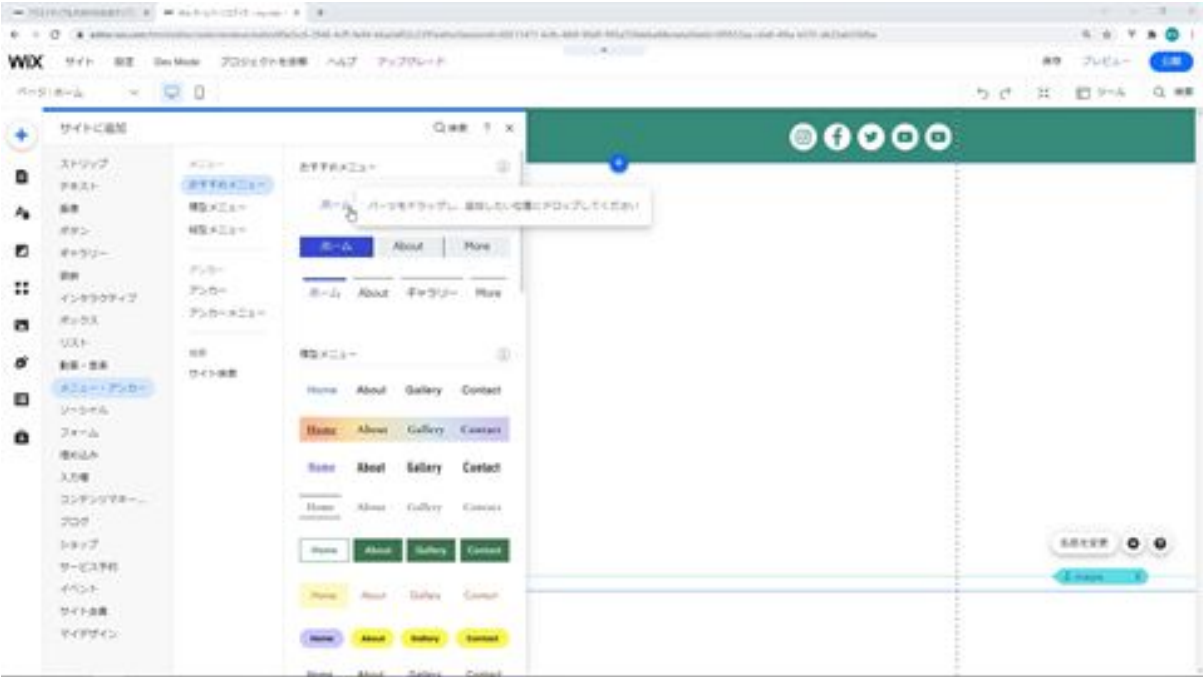 WiX サイト 設定 Dev Mode プロジェクトを依頼 ヘルプ アップグレード 保存 プレビュー 公開
ページ: ホーム ツール 検索
サイトに追加 検索 ? ×
ストリップ
テキスト
画像
ボタン
ギャラリー
装飾
インタラクティブ
ボックス
リスト
動画・音楽
メニュー・アンカー
ソーシャル
フォーム
埋め込み
入力欄
コンテンツマネー...
ブログ
ショップ
サービス予約
イベント
サイト会員
マイデザイン
メニュー
おすすめメニュー
横型メニュー
縦型メニュー
アンカー
アンカー
アンカーメニュー
検索
サイト検索
おすすめメニュー
ホーム
パーツをドラッグし、追加したい位置にドロップしてください
ホーム About More
ホーム About ギャラリー More
横型メニュー
Home About Gallery Contact
Home About Gallery Contact
Home About Gallery Contact
Home About Gallery Contact
Home About Gallery Contact
Home About Gallery Contact
Home About Gallery Contact
Home About Gallery Contact
名前を変更